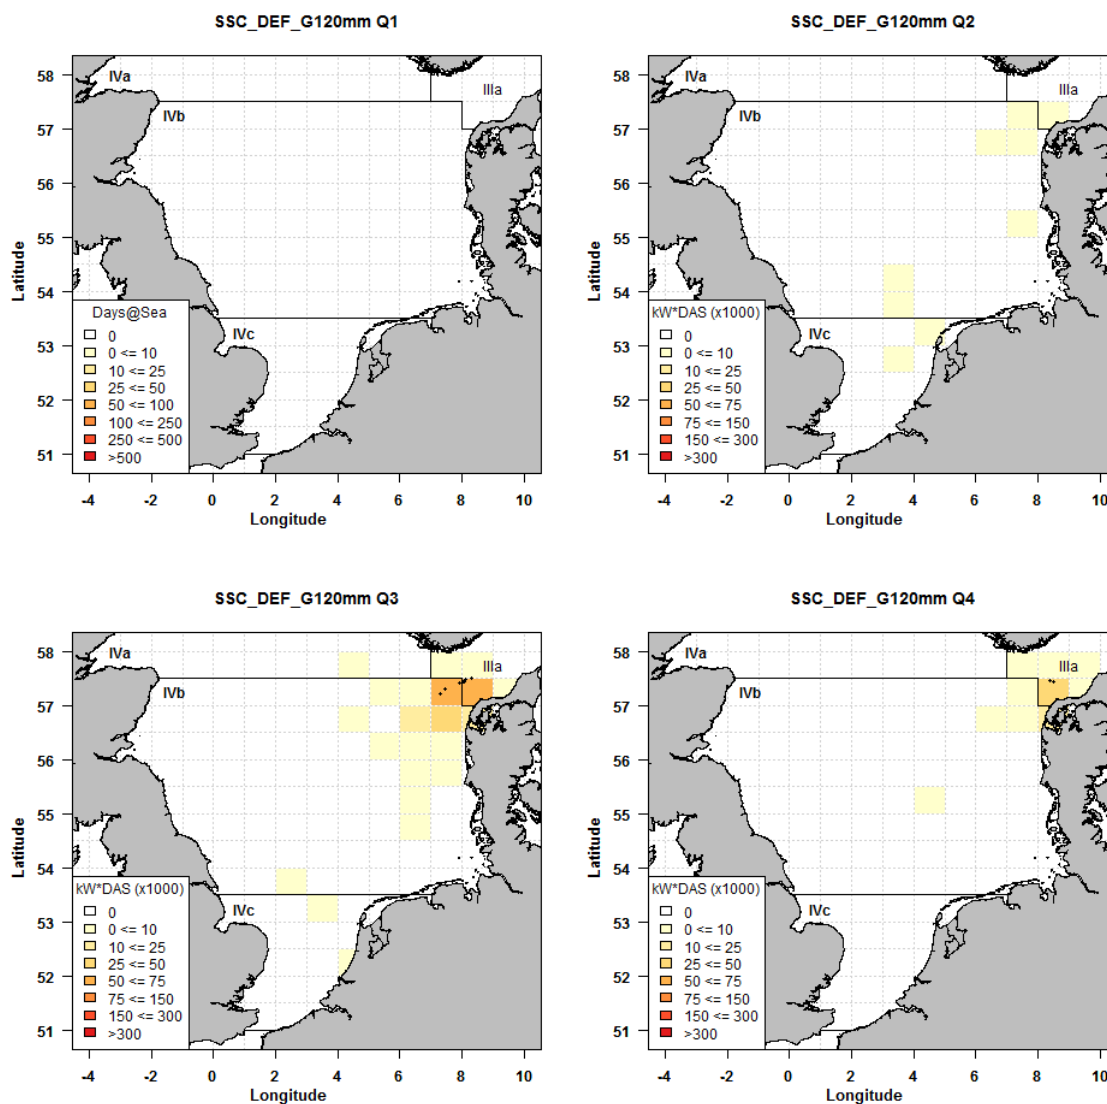 SSC_DEF_G120mm Q1
IVa
IIIa
IVb
IVc
58
57
56
55
54
53
52
51
Latitude
Days@Sea
0
0 <= 10
10 <= 25
25 <= 50
50 <= 100
100 <= 250
250 <= 500
>500
-4 -2 0 2 4 6 8 10
Longitude
SSC_DEF_G120mm Q2
IVa
IIIa
IVb
IVc
58
57
56
55
54
53
52
51
Latitude
kW*DAS (x1000)
0
0 <= 10
10 <= 25
25 <= 50
50 <= 75
75 <= 150
150 <= 300
>300
-4 -2 0 2 4 6 8 10
Longitude
SSC_DEF_G120mm Q3
IVa
IIIa
IVb
IVc
58
57
56
55
54
53
52
51
Latitude
kW*DAS (x1000)
0
0 <= 10
10 <= 25
25 <= 50
50 <= 75
75 <= 150
150 <= 300
>300
-4 -2 0 2 4 6 8 10
Longitude
SSC_DEF_G120mm Q4
IVa
IIIa
IVb
IVc
58
57
56
55
54
53
52
51
Latitude
kW*DAS (x1000)
0
0 <= 10
10 <= 25
25 <= 50
50 <= 75
75 <= 150
150 <= 300
>300
-4 -2 0 2 4 6 8 10
Longitude